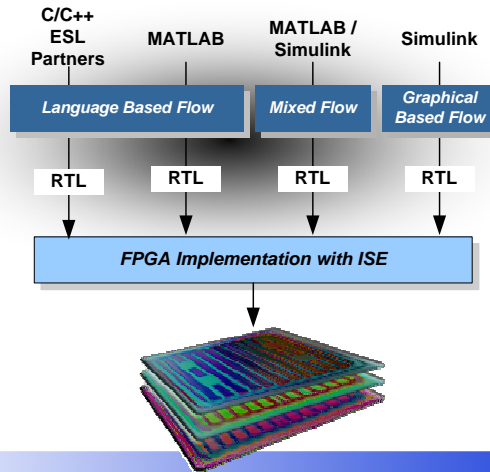 C/C++
ESL
Partners
MATLAB
MATLAB /
Simulink
Simulink
Language Based Flow
Mixed Flow
Graphical
Based Flow
RTL
RTL
RTL
RTL
FPGA Implementation with ISE